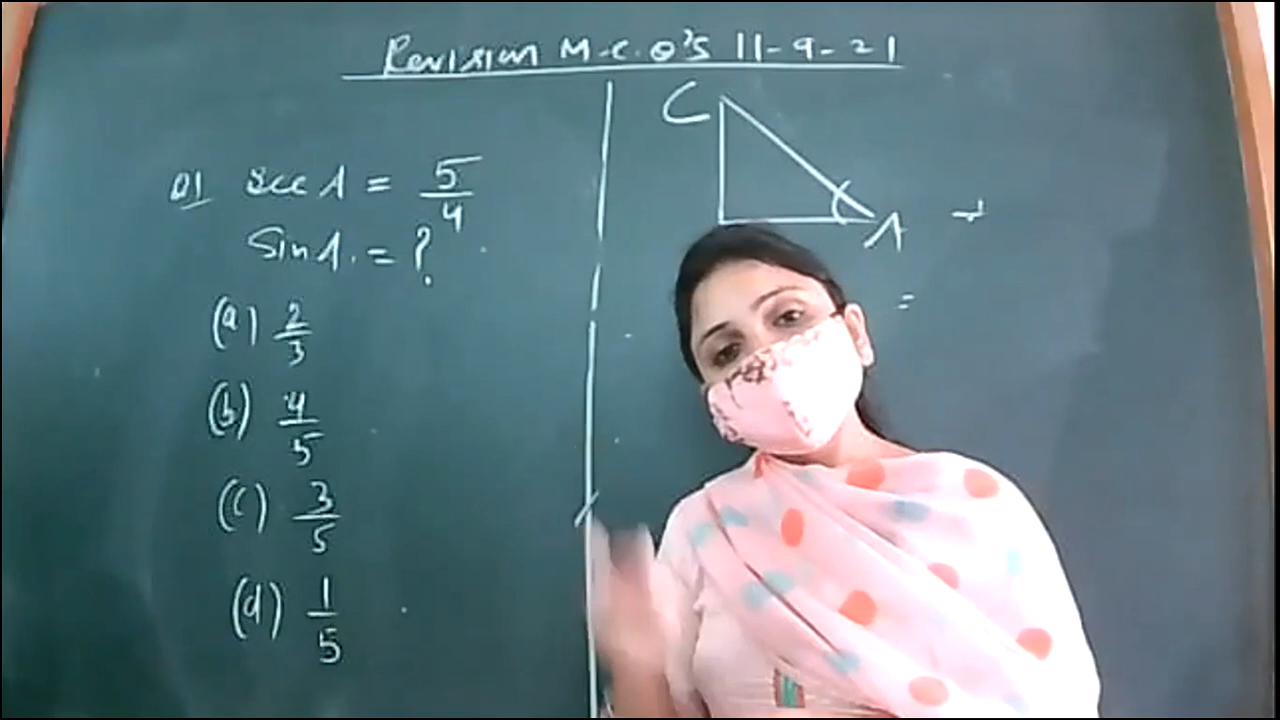 Revision M.C.Q's 11-9-21
Q1 Sec A = 5/4
Sin A. = ?
(a) 2/3
(b) 4/5
(c) 3/5
(d) 1/5
C
A